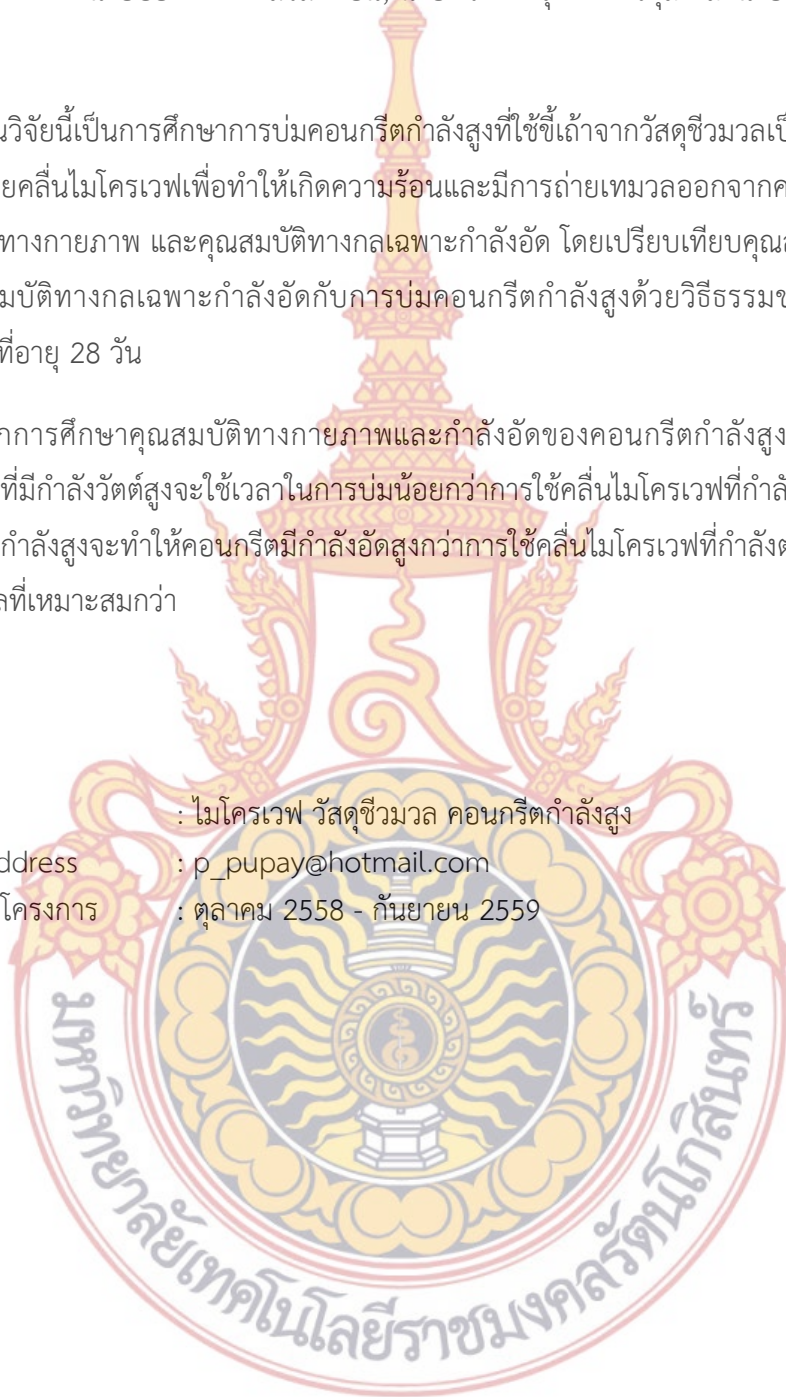 นวิจัยนี้เป็นการศึกษาการบ่มคอนกรีตกำลังสูงที่ใช้ขี้เถ้าจากวัสดุชีวมวลเป็
ยคลื่นไมโครเวฟเพื่อทำให้เกิดความร้อนและมีการถ่ายเทมวลออกจากค
ทางกายภาพ และคุณสมบัติทางกลเฉพาะกำลังอัด โดยเปรียบเทียบคุณส
มบัติทางกลเฉพาะกำลังอัดกับการบ่มคอนกรีตกำลังสูงด้วยวิธีธรรมช
ที่อายุ 28 วัน
กการศึกษาคุณสมบัติทางกายภาพและกำลังอัดของคอนกรีตกำลังสูง
ที่มีกำลังวัตต์สูงจะใช้เวลาในการบ่มน้อยกว่าการใช้คลื่นไมโครเวฟที่กำลั
กำลังสูงจะทำให้คอนกรีตมีกำลังอัดสูงกว่าการใช้คลื่นไมโครเวฟที่กำลังต
ลที่เหมาะสมกว่า
: ไมโครเวฟ วัสดุชีวมวล คอนกรีตกำลังสูง
ddress : p_pupay@hotmail.com
โครงการ : ตุลาคม 2558 - กันยายน 2559
มหาวิทยาลัยเทคโนโลยีราชมงคลรัตนโกสินทร์